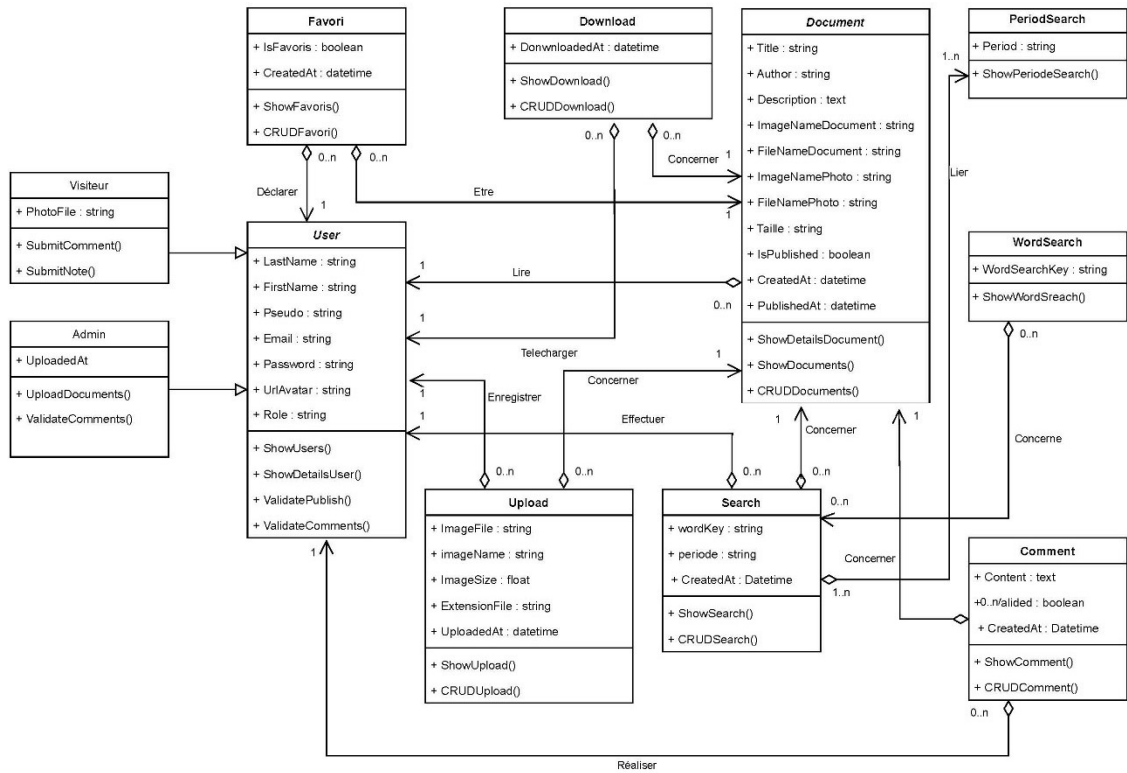 Favori
+ IsFavoris : boolean
+ CreatedAt : datetime
+ ShowFavoris()
+ CRUDFavori()
0..n
0..n
Déclarer
1
Download
+ DonwnloadedAt : datetime
+ ShowDownload()
+ CRUDDownload()
0..n
0..n
Concerner
1
Etre
1
Document
+ Title : string
+ Author : string
+ Description : text
+ ImageNameDocument : string
+ FileNameDocument : string
+ ImageNamePhoto : string
+ FileNamePhoto : string
+ Taille : string
+ IsPublished : boolean
+ CreatedAt : datetime
+ PublishedAt : datetime
+ ShowDetailsDocument()
+ ShowDocuments()
+ CRUDDocuments()
PeriodSearch
+ Period : string
+ ShowPeriodeSearch()
1..n
Lier
Visiteur
+ PhotoFile : string
+ SubmitComment()
+ SubmitNote()
Admin
+ UploadedAt
+ UploadDocuments()
+ ValidateComments()
User
+ LastName : string
+ FirstName : string
+ Pseudo : string
+ Email : string
+ Password : string
+ UrlAvatar : string
+ Role : string
+ ShowUsers()
+ ShowDetailsUser()
+ ValidatePublish()
+ ValidateComments()
1
Lire
0..n
1
Telecharger
1
Enregistrer
Concerner
1
1
Effuctuer
0..n
0..n
0..n
1
Concerner
0..n
1
WordSearch
+ WordSearchKey : string
+ ShowWordSreach()
0..n
Concerne
0..n
Upload
+ ImageFile : string
+ imageName : string
+ ImageSize : float
+ ExtensionFile : string
+ UploadedAt : datetime
+ ShowUpload()
+ CRUDUpload()
Search
+ wordKey : string
+ periode : string
+ CreatedAt : Datetime
+ ShowSearch()
+ CRUDSearch()
Concerner
1..n
Comment
+ Content : text
+0..n/alided : boolean
+ CreatedAt : Datetime
+ ShowComment()
+ CRUDComment()
0..n
1
Réaliser